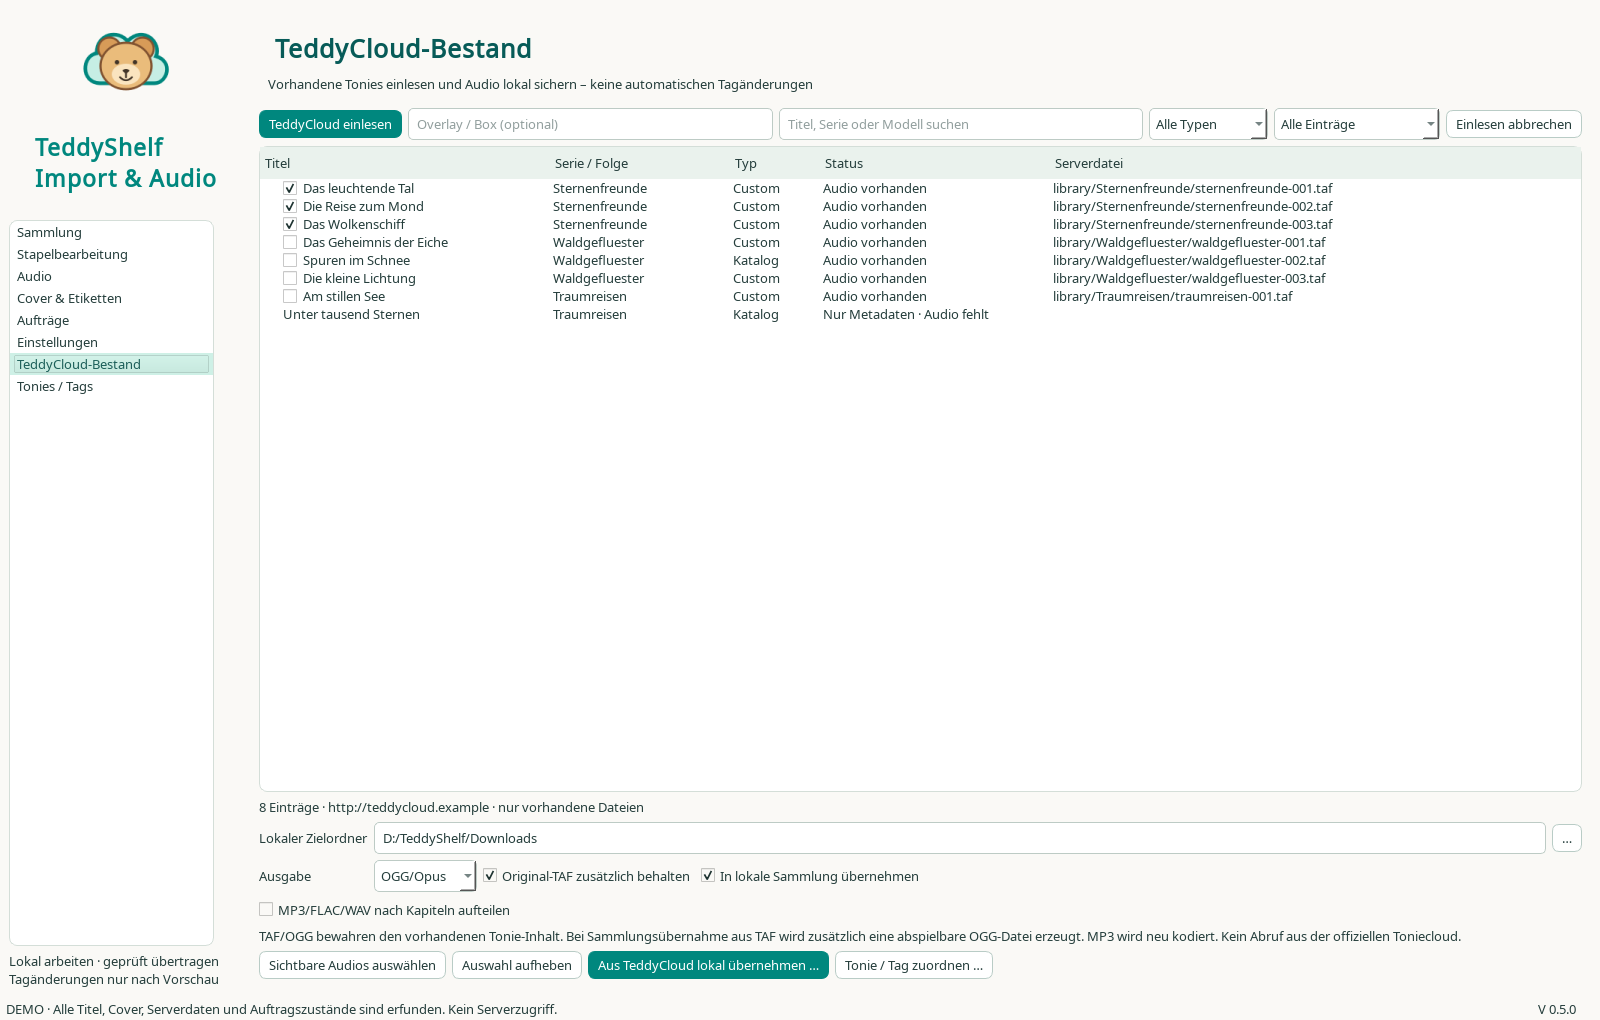 TeddyShelf
Import & Audio
Sammlung
Stapelbearbeitung
Audio
Cover & Etiketten
Aufträge
Einstellungen
TeddyCloud-Bestand
Tonies / Tags
Lokal arbeiten · geprüft übertragen
Tagänderungen nur nach Vorschau
TeddyCloud-Bestand
Vorhandene Tonies einlesen und Audio lokal sichern – keine automatischen Tagänderungen
TeddyCloud einlesen Overlay / Box (optional) Titel, Serie oder Modell suchen Alle Typen Alle Einträge Einlesen abbrechen
Titel Serie / Folge Typ Status Serverdatei
Das leuchtende Tal Sternenfreunde Custom Audio vorhanden library/Sternenfreunde/sternenfreunde-001.taf
Die Reise zum Mond Sternenfreunde Custom Audio vorhanden library/Sternenfreunde/sternenfreunde-002.taf
Das Wolkenschiff Sternenfreunde Custom Audio vorhanden library/Sternenfreunde/sternenfreunde-003.taf
Das Geheimnis der Eiche Waldgefluester Custom Audio vorhanden library/Waldgefluester/waldgefluester-001.taf
Spuren im Schnee Waldgefluester Katalog Audio vorhanden library/Waldgefluester/waldgefluester-002.taf
Die kleine Lichtung Waldgefluester Custom Audio vorhanden library/Waldgefluester/waldgefluester-003.taf
Am stillen See Traumreisen Custom Audio vorhanden library/Traumreisen/traumreisen-001.taf
Unter tausend Sternen Traumreisen Katalog Nur Metadaten · Audio fehlt
8 Einträge · http://teddycloud.example · nur vorhandene Dateien
Lokaler Zielordner D:/TeddyShelf/Downloads ...
Ausgabe OGG/Opus Original-TAF zusätzlich behalten In lokale Sammlung übernehmen
MP3/FLAC/WAV nach Kapiteln aufteilen
TAF/OGG bewahren den vorhandenen Tonie-Inhalt. Bei Sammlungsübernahme aus TAF wird zusätzlich eine abspielbare OGG-Datei erzeugt. MP3 wird neu kodiert. Kein Abruf aus der offiziellen Toniecloud.
Sichtbare Audios auswählen Auswahl aufheben Aus TeddyCloud lokal übernehmen ... Tonie / Tag zuordnen ...
DEMO · Alle Titel, Cover, Serverdaten und Auftragszustände sind erfunden. Kein Serverzugriff. V 0.5.0